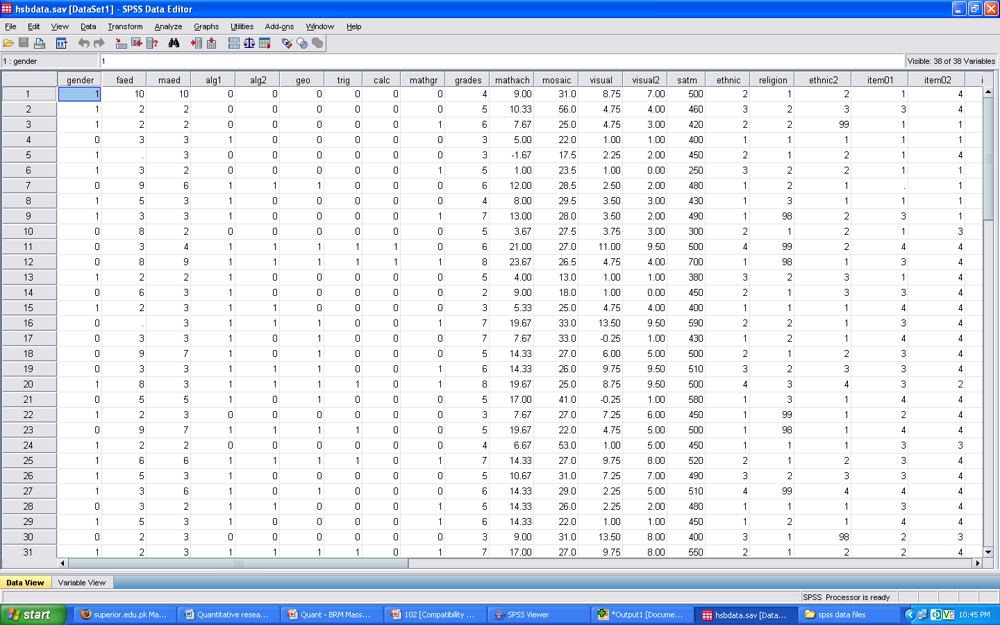 hsbdata.sav [DataSet1] - SPSS Data Editor
File Edit View Data Transform Analyze Graphs Utilities Add-ons Window Help
1 : gender 1 Visible: 38 of 38 Variables
gender faed maed alg1 alg2 geo trig calc mathgr grades mathach mosaic visual visual2 satm ethnic religion ethnic2 item01 item02 i
1 1 10 10 0 0 0 0 0 0 4 9.00 31.0 8.75 7.00 500 2 1 2 1 4
2 1 2 2 0 0 0 0 0 0 5 10.33 56.0 4.75 4.00 460 3 2 3 3 4
3 1 2 2 0 0 0 0 0 1 6 7.67 25.0 4.75 3.00 420 2 2 99 1 1
4 0 3 3 1 0 0 0 0 0 3 5.00 22.0 1.00 1.00 400 1 1 1 1 4
5 1 . 3 0 0 0 0 0 0 3 -1.67 17.5 2.25 2.00 450 2 1 2 1 4
6 1 3 2 0 0 0 0 0 1 5 1.00 23.5 1.00 0.00 250 3 2 2 1 1
7 0 9 6 1 1 1 0 0 0 6 12.00 28.5 2.50 2.00 480 1 2 1 . 1
8 1 5 3 1 0 0 0 0 0 4 8.00 29.5 3.50 3.00 430 1 3 1 1 1
9 1 3 3 1 0 0 0 0 1 7 13.00 28.0 3.50 2.00 490 1 98 2 3 1
10 0 8 2 0 0 0 0 0 0 5 3.67 27.5 3.75 3.00 300 2 1 2 1 3
11 0 3 4 1 1 1 1 1 0 6 21.00 27.0 11.00 9.50 500 4 99 2 4 4
12 0 8 9 1 1 1 1 1 1 8 23.67 26.5 4.75 4.00 700 1 98 1 3 4
13 1 2 2 1 0 0 0 0 0 5 4.00 13.0 1.00 1.00 380 3 2 3 1 4
14 0 6 3 1 0 0 0 0 0 2 9.00 18.0 1.00 0.00 450 2 1 3 3 4
15 1 2 3 1 1 0 0 0 0 3 5.33 25.0 4.75 4.00 400 1 1 1 4 4
16 0 . 3 1 1 1 0 0 1 7 19.67 33.0 13.50 9.50 590 2 2 1 3 4
17 0 3 3 1 0 1 0 0 0 7 7.67 33.0 -0.25 1.00 430 1 2 1 4 4
18 0 9 7 1 0 1 0 0 0 5 14.33 27.0 6.00 5.00 500 2 1 2 3 4
19 0 3 3 1 1 1 0 0 1 6 14.33 26.0 9.75 9.50 510 3 2 3 3 4
20 1 8 3 1 1 1 1 0 1 8 19.67 25.0 8.75 9.50 500 4 3 4 3 2
21 0 5 5 1 0 1 0 0 0 5 17.00 41.0 -0.25 1.00 580 1 3 1 4 4
22 1 2 3 0 0 0 0 0 0 3 7.67 27.0 7.25 6.00 450 1 99 1 2 4
23 0 9 7 1 1 1 1 0 0 5 19.67 22.0 4.75 5.00 500 1 98 1 4 4
24 1 2 2 0 0 0 0 0 0 4 6.67 53.0 1.00 5.00 450 1 1 1 3 3
25 1 6 6 1 1 1 1 0 1 7 14.33 27.0 9.75 8.00 520 2 1 2 3 4
26 1 5 3 1 0 0 0 0 0 5 10.67 31.0 7.25 7.00 490 3 2 3 3 4
27 1 3 6 1 0 1 0 0 0 6 14.33 29.0 2.25 5.00 510 4 99 4 4 4
28 0 3 2 1 1 0 0 0 1 5 14.33 26.0 2.25 2.00 480 1 1 1 3 4
29 1 5 3 1 0 0 0 0 1 6 14.33 22.0 1.00 1.00 450 1 2 1 4 4
30 0 2 3 0 0 0 0 0 0 3 9.00 31.0 13.50 8.00 400 3 1 98 2 3
31 1 2 3 1 1 1 1 0 1 7 17.00 27.0 9.75 8.00 550 2 1 2 2 4
Data View Variable View
SPSS Processor is ready
start superior.edu.pk Ma... Quantitative resea... Quant - BRM Mass... 102 [Compatibility ... SPSS Viewer *Output1 [Docume... hsbdata.sav [Data... spss data files 10:45 PM